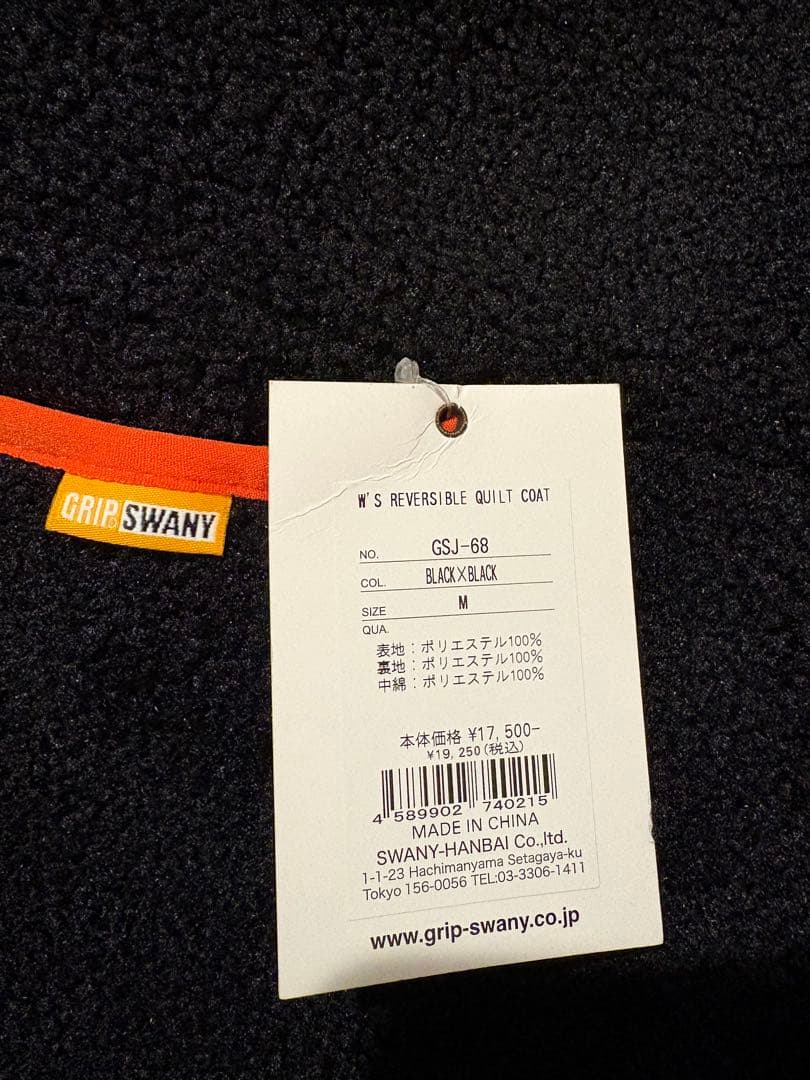 GRIP SWANY
W'S REVERSIBLE QUILT COAT
NO. GSJ-68
COL. BLACK×BLACK
SIZE M
QUA.
表地：ポリエステル100%
裏地：ポリエステル100%
中綿：ポリエステル100%
本体価格 ¥17,500-
¥19,250(税込)
4 589902 740215
MADE IN CHINA
SWANY-HANBAI Co.,ltd.
1-1-23 Hachimanyama Setagaya-ku
Tokyo 156-0056 TEL:03-3306-1411
www.grip-swany.co.jp